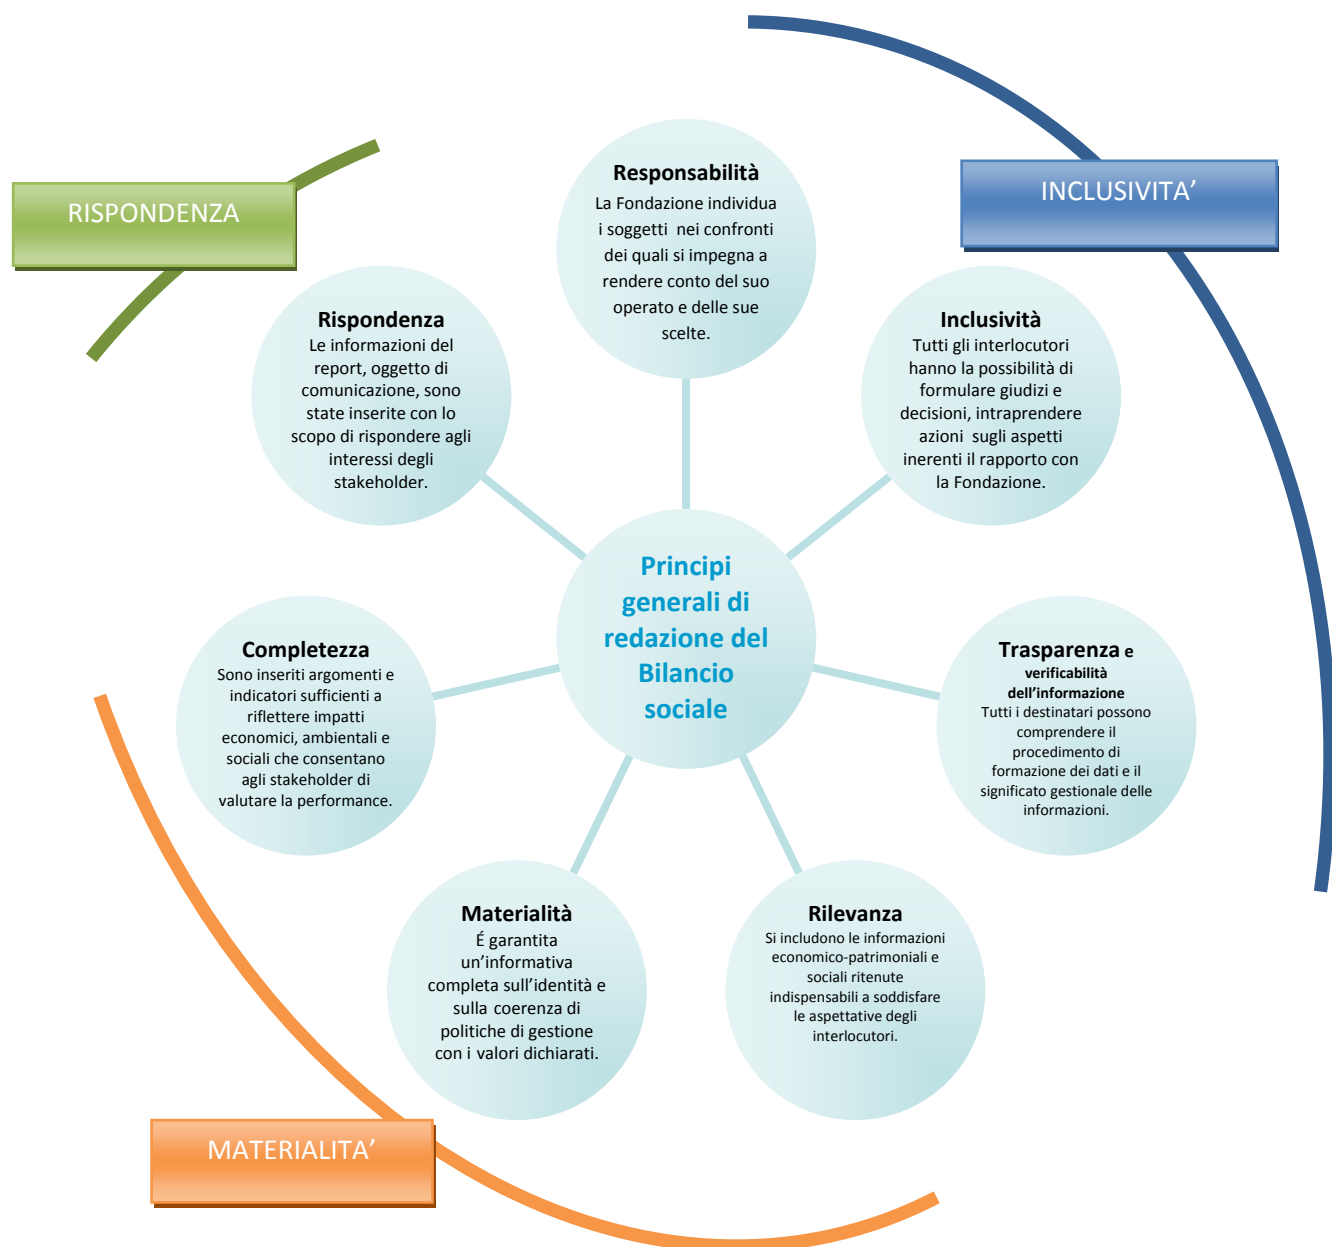 RISPONDENZA
INCLUSIVITA’
Responsabilità
La Fondazione individua
i soggetti nei confronti
dei quali si impegna a
rendere conto del suo
operato e delle sue
scelte.
Rispondenza
Le informazioni del
report, oggetto di
comunicazione, sono
state inserite con lo
scopo di rispondere agli
interessi degli
stakeholder.
Inclusività
Tutti gli interlocutori
hanno la possibilità di
formulare giudizi e
decisioni, intraprendere
azioni sugli aspetti
inerenti il rapporto con
la Fondazione.
Principi
generali di
redazione del
Bilancio
sociale
Completezza
Sono inseriti argomenti e
indicatori sufficienti a
riflettere impatti
economici, ambientali e
sociali che consentano
agli stakeholder di
valutare la performance.
Trasparenza e
verificabilità
dell’informazione
Tutti i destinatari possono
comprendere il
procedimento di
formazione dei dati e il
significato gestionale delle
informazioni.
Materialità
É garantita
un’informativa
completa sull’identità e
sulla coerenza di
politiche di gestione
con i valori dichiarati.
Rilevanza
Si includono le informazioni
economico-patrimoniali e
sociali ritenute
indispensabili a soddisfare
le aspettative degli
interlocutori.
MATERIALITA’